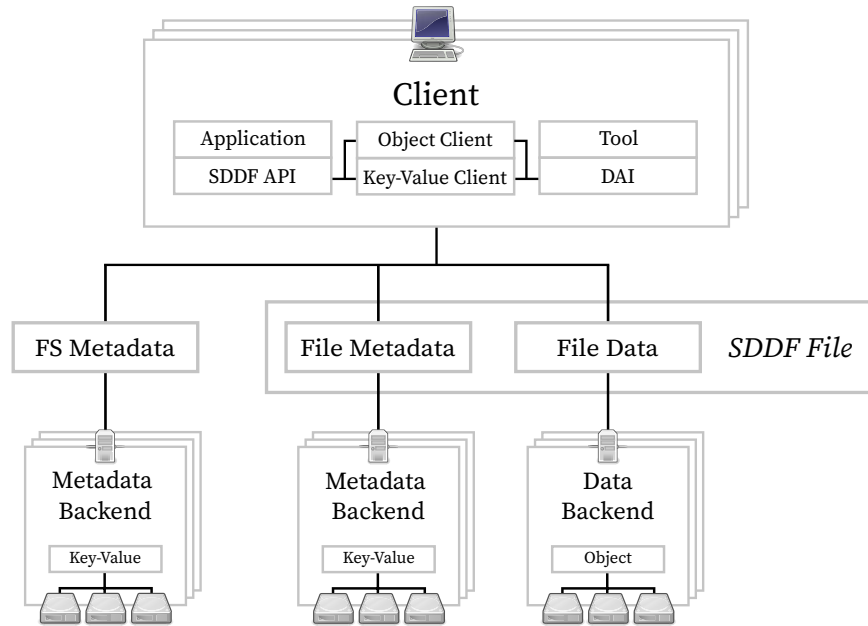 Client
Application
Object Client
Tool
SDDF API
Key-Value Client
DAI
FS Metadata
File Metadata
File Data
SDDF File
Metadata
Backend
Key-Value
Metadata
Backend
Key-Value
Data
Backend
Object